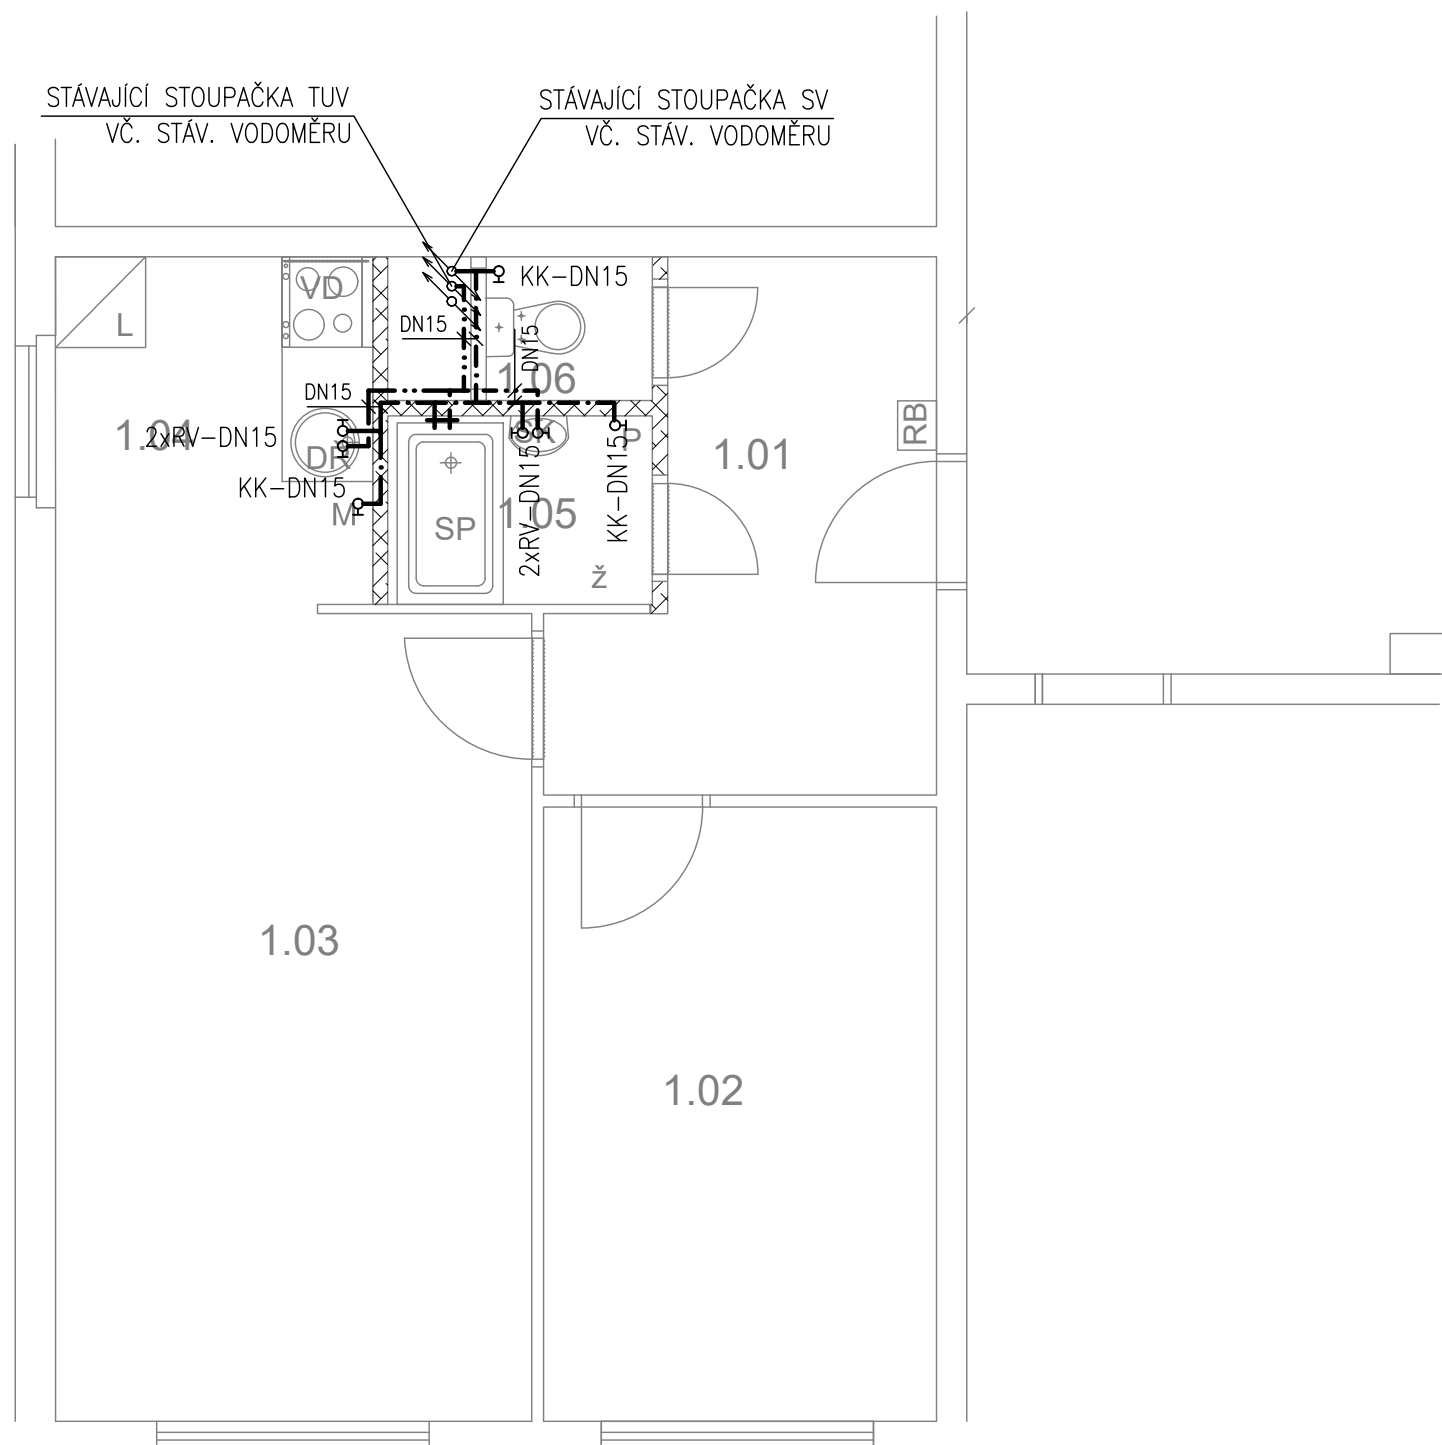 STÁVAJÍCÍ STOUPAČKA TUV
VČ. STÁV. VODOMĚRU
STÁVAJÍCÍ STOUPAČKA SV
VČ. STÁV. VODOMĚRU
KK-DN15
VD
L
DN15
DN15
1.06
DN15
1.04
2xRV-DN15
DŘ
KK-DN15
M
P
RB
1.01
2xRV-DN15
KK-DN15
1.05
SP
Ž
1.03
1.02